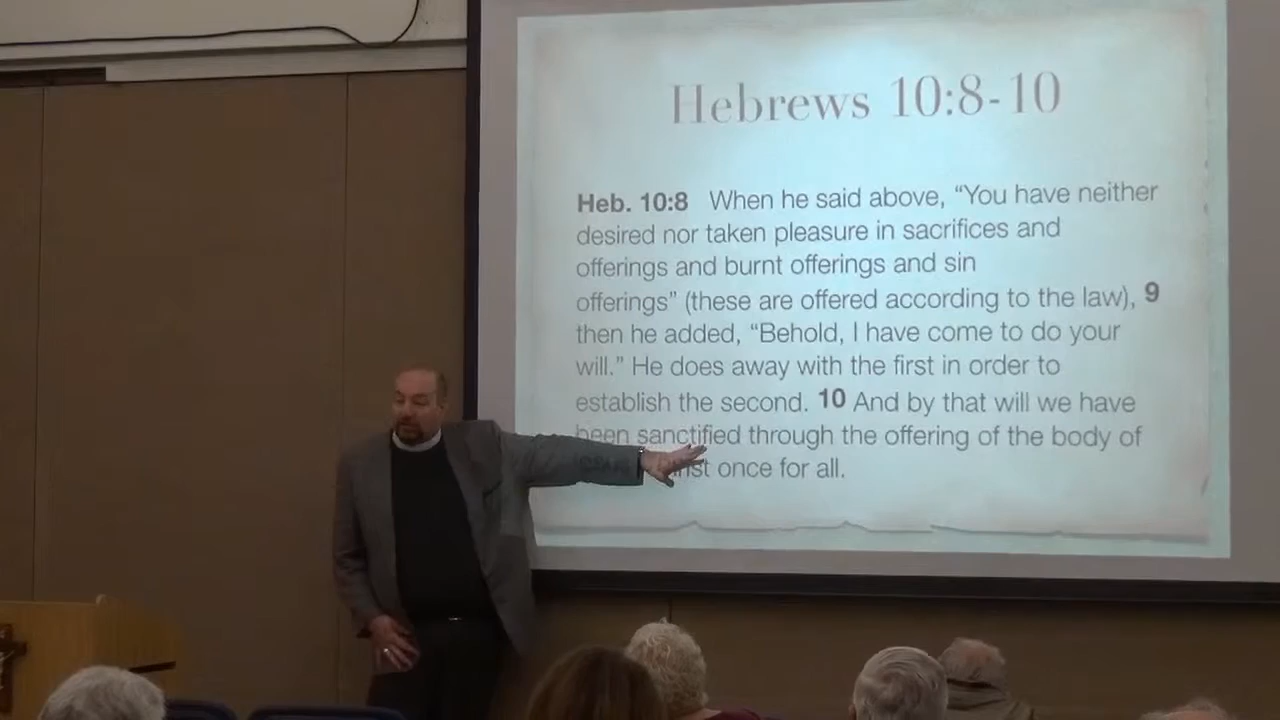 Hebrews 10:8-10
Heb. 10:8 When he said above, “You have neither
desired nor taken pleasure in sacrifices and
offerings and burnt offerings and sin
offerings” (these are offered according to the law), 9
then he added, “Behold, I have come to do your
will.” He does away with the first in order to
establish the second. 10 And by that will we have
been sanctified through the offering of the body of
once for all.